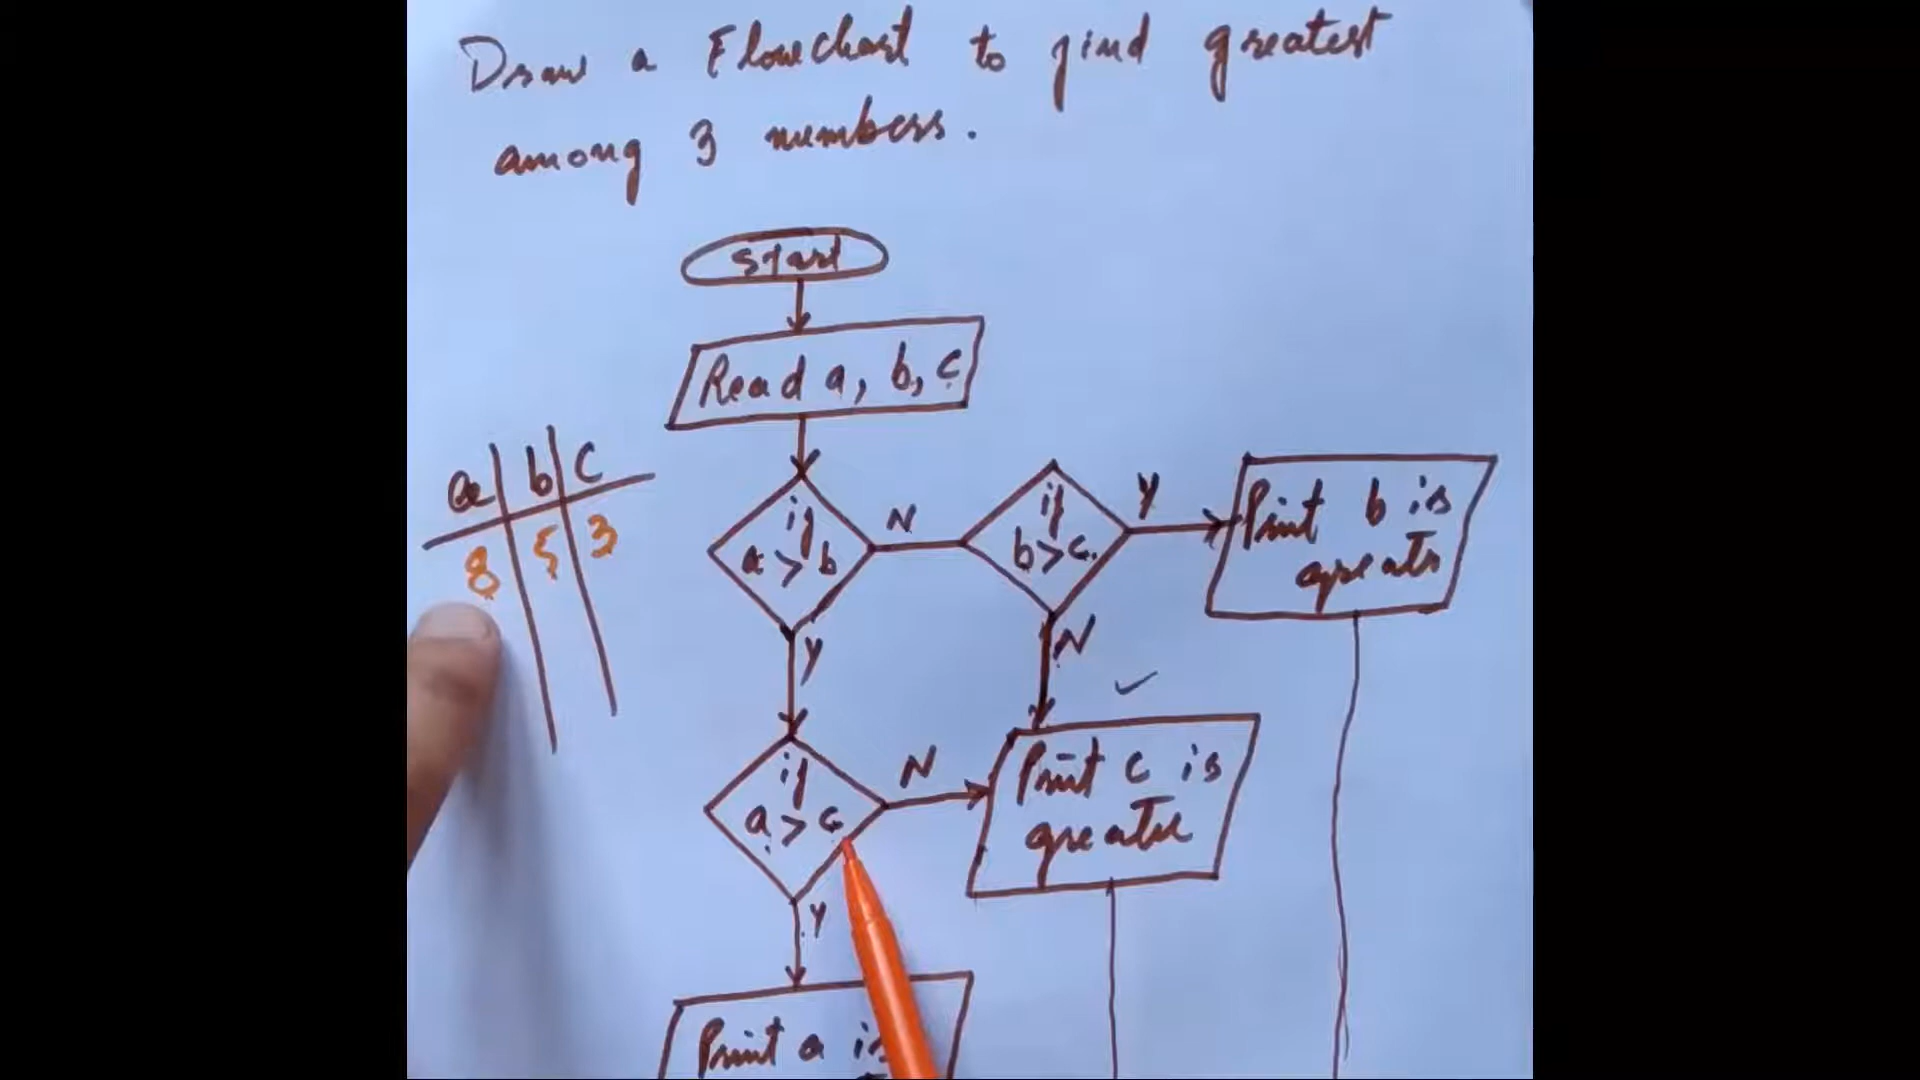 Draw a Flowchart to find greatest
among 3 numbers.
start
Read a, b, c
a b c
8 5 3
if
a > b
N
if
b > c
Y
Print b is
Y
N
if
a > c
N
Print c is
greater
Y
Print a is